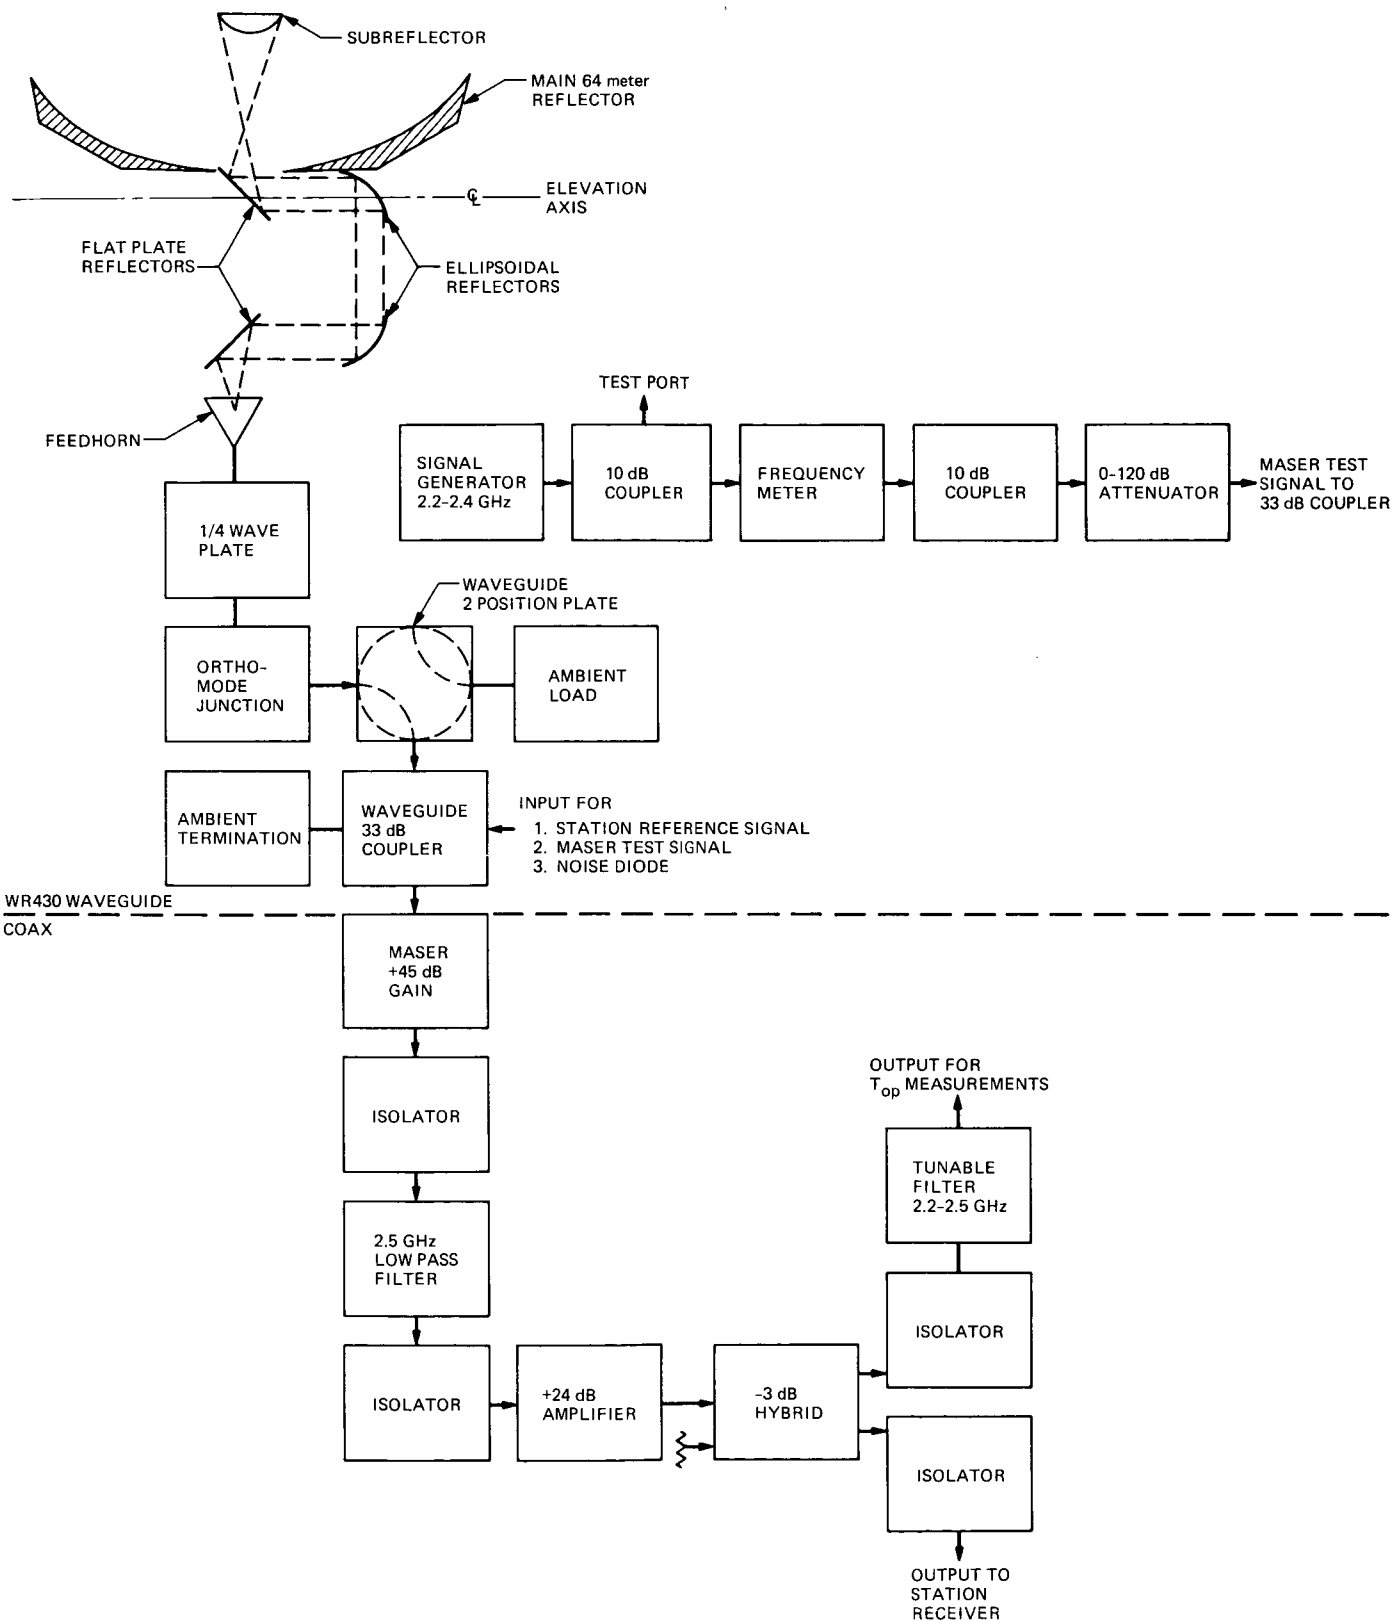 SUBREFLECTOR
MAIN 64 meter
REFLECTOR
℄
ELEVATION
AXIS
FLAT PLATE
REFLECTORS
ELLIPSOIDAL
REFLECTORS
FEEDHORN
TEST PORT
SIGNAL
GENERATOR
2.2-2.4 GHz
10 dB
COUPLER
FREQUENCY
METER
10 dB
COUPLER
0-120 dB
ATTENUATOR
MASER TEST
SIGNAL TO
33 dB COUPLER
1/4 WAVE
PLATE
WAVEGUIDE
2 POSITION PLATE
ORTHO-
MODE
JUNCTION
AMBIENT
LOAD
AMBIENT
TERMINATION
WAVEGUIDE
33 dB
COUPLER
INPUT FOR
1. STATION REFERENCE SIGNAL
2. MASER TEST SIGNAL
3. NOISE DIODE
WR430 WAVEGUIDE
COAX
MASER
+45 dB
GAIN
ISOLATOR
2.5 GHz
LOW PASS
FILTER
ISOLATOR
+24 dB
AMPLIFIER
-3 dB
HYBRID
OUTPUT FOR
Top MEASUREMENTS
TUNABLE
FILTER
2.2-2.5 GHz
ISOLATOR
ISOLATOR
OUTPUT TO
STATION
RECEIVER